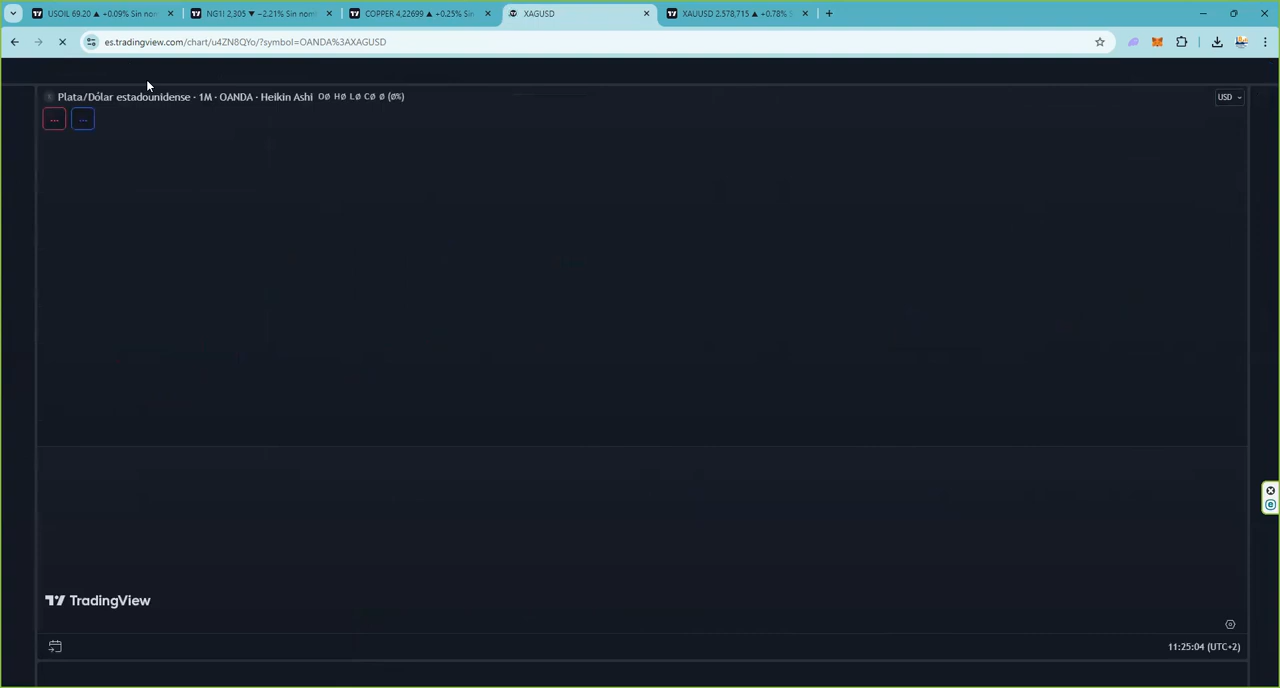 USOIL 69.20 ▲ +0.09% Sin nom
NG1! 2,305 ▼ −2.21% Sin nom
COPPER 4,22699 ▲ +0.25% Sin
XAGUSD
XAUUSD 2.578,715 ▲ +0.78% S
es.tradingview.com/chart/u4ZN8QYo/?symbol=OANDA%3AXAGUSD
Plata/Dólar estadounidense · 1M · OANDA · Heikin Ashi O∅ H∅ L∅ C∅ ∅ (∅%)
USD
... ...
TradingView
11:25:04 (UTC+2)